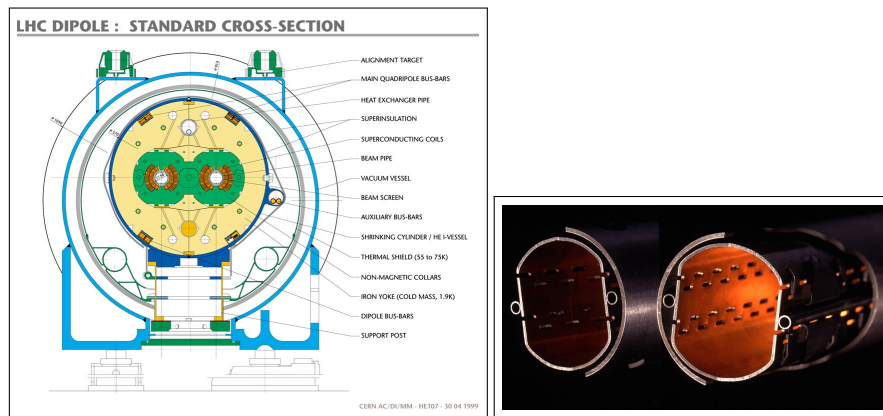 LHC DIPOLE : STANDARD CROSS-SECTION
ALIGNMENT TARGET
MAIN QUADRIPOLE BUS-BARS
HEAT EXCHANGER PIPE
SUPERINSULATION
SUPERCONDUCTING COILS
BEAM PIPE
VACUUM VESSEL
BEAM SCREEN
AUXILIARY BUS-BARS
SHRINKING CYLINDER / HE I-VESSEL
THERMAL SHIELD (55 to 75K)
NON-MAGNETIC COLLARS
IRON YOKE (COLD MASS, 1.9K)
DIPOLE BUS-BARS
SUPPORT POST
CERN AC/DI/MM - HE107 - 30 04 1999